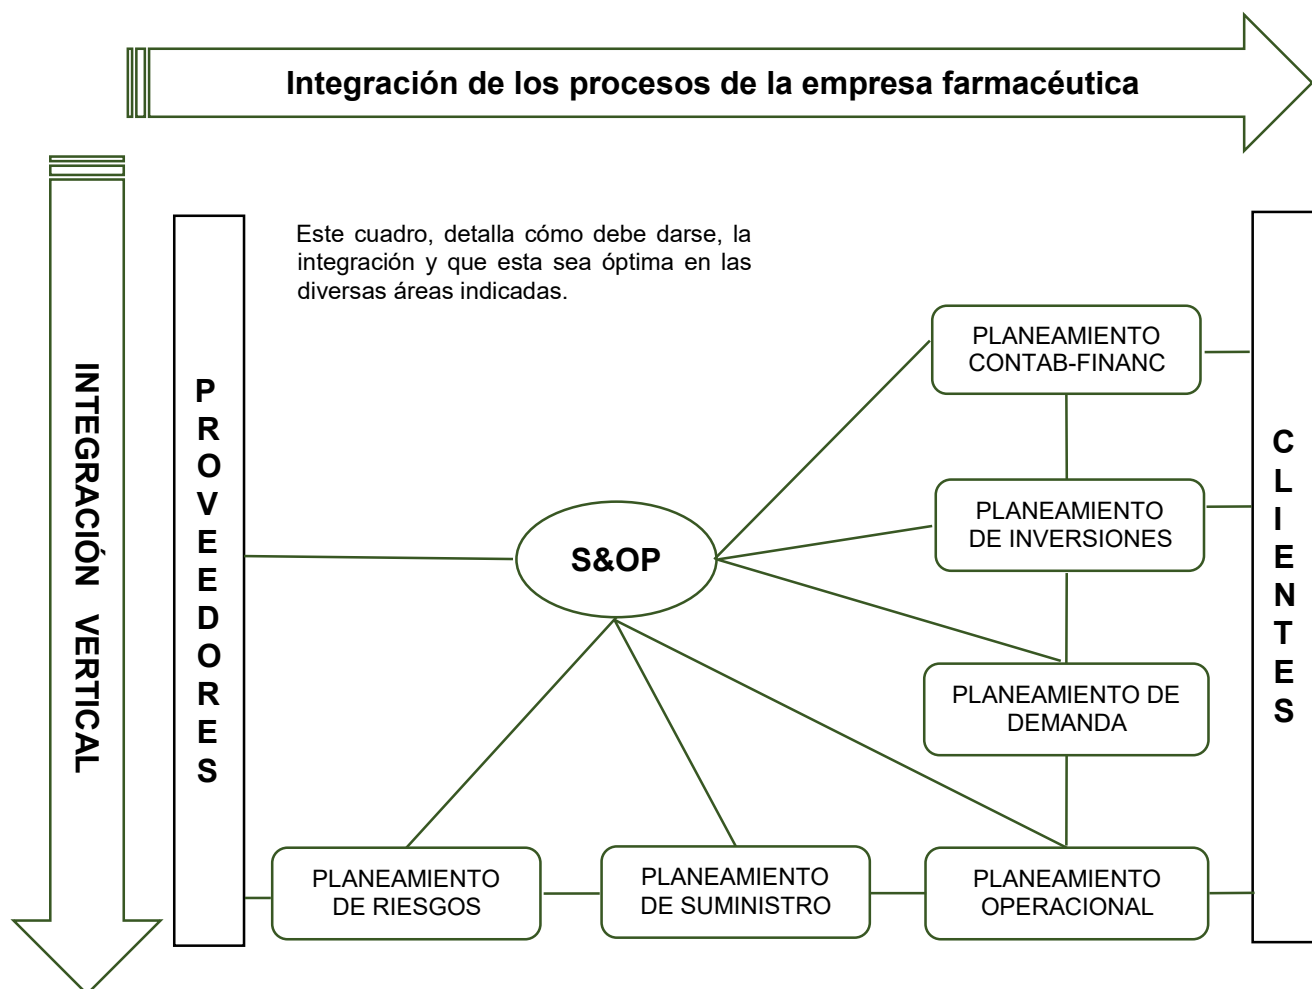 Integración de los procesos de la empresa farmacéutica
INTEGRACIÓN VERTICAL
PROVEEDORES
Este cuadro, detalla cómo debe darse, la
integración y que esta sea óptima en las
diversas áreas indicadas.
PLANEAMIENTO
CONTAB-FINANC
PLANEAMIENTO
DE INVERSIONES
S&OP
CLIENTES
PLANEAMIENTO DE
DEMANDA
PLANEAMIENTO
DE RIESGOS
PLANEAMIENTO
DE SUMINISTRO
PLANEAMIENTO
OPERACIONAL